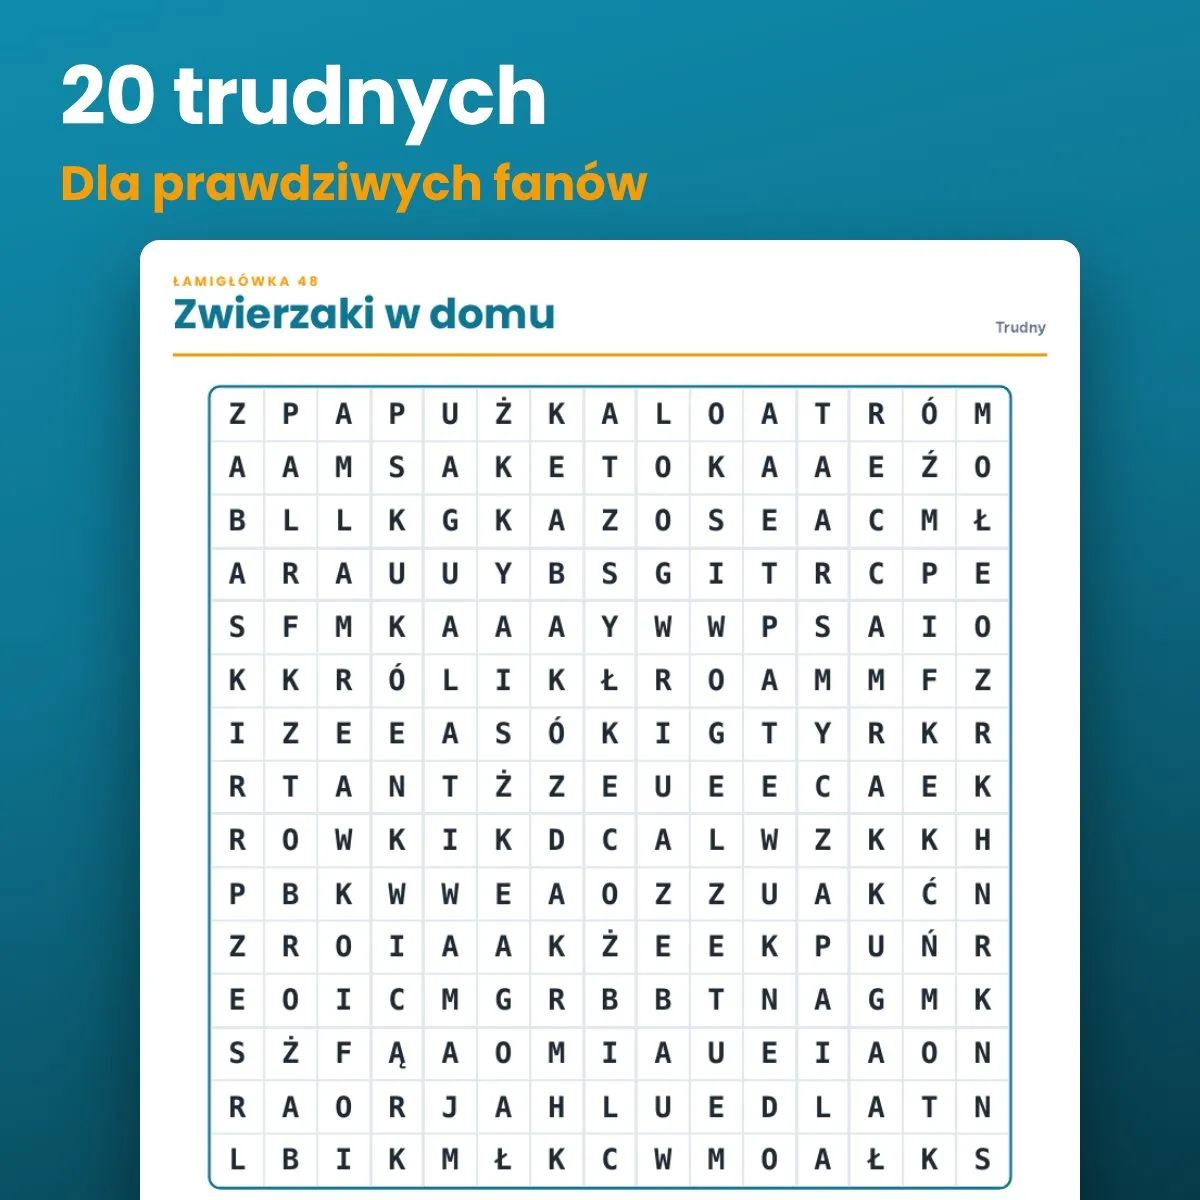 20 trudnych
Dla prawdziwych fanów
ŁAMIGŁÓWKA 48
Zwierzaki w domu
Trudny
Z P A P U Ż K A L O A T R Ó M
A A M S A K E T O K A A E Ź O
B L L K G K A Z O S E A C M Ł
A R A U U Y B S G I T R C P E
S F M K A A A Y W W P S A I O
K K R Ó L I K Ł R O A M M F Z
I Z E E A S Ó K I G T Y R K R
R T A N T Ż Z E U E E C A E K
R O W K I K D C A L W Z K K H
P B K W W E A O Z Z U A K Ć N
Z R O I A A K Ż E E K P U Ń R
E O I C M G R B B T N A G M K
S Ż F Ą A O M I A U E I A O N
R A O R J A H L U E D L A T N
L B I K M Ł K C W M O A Ł K S